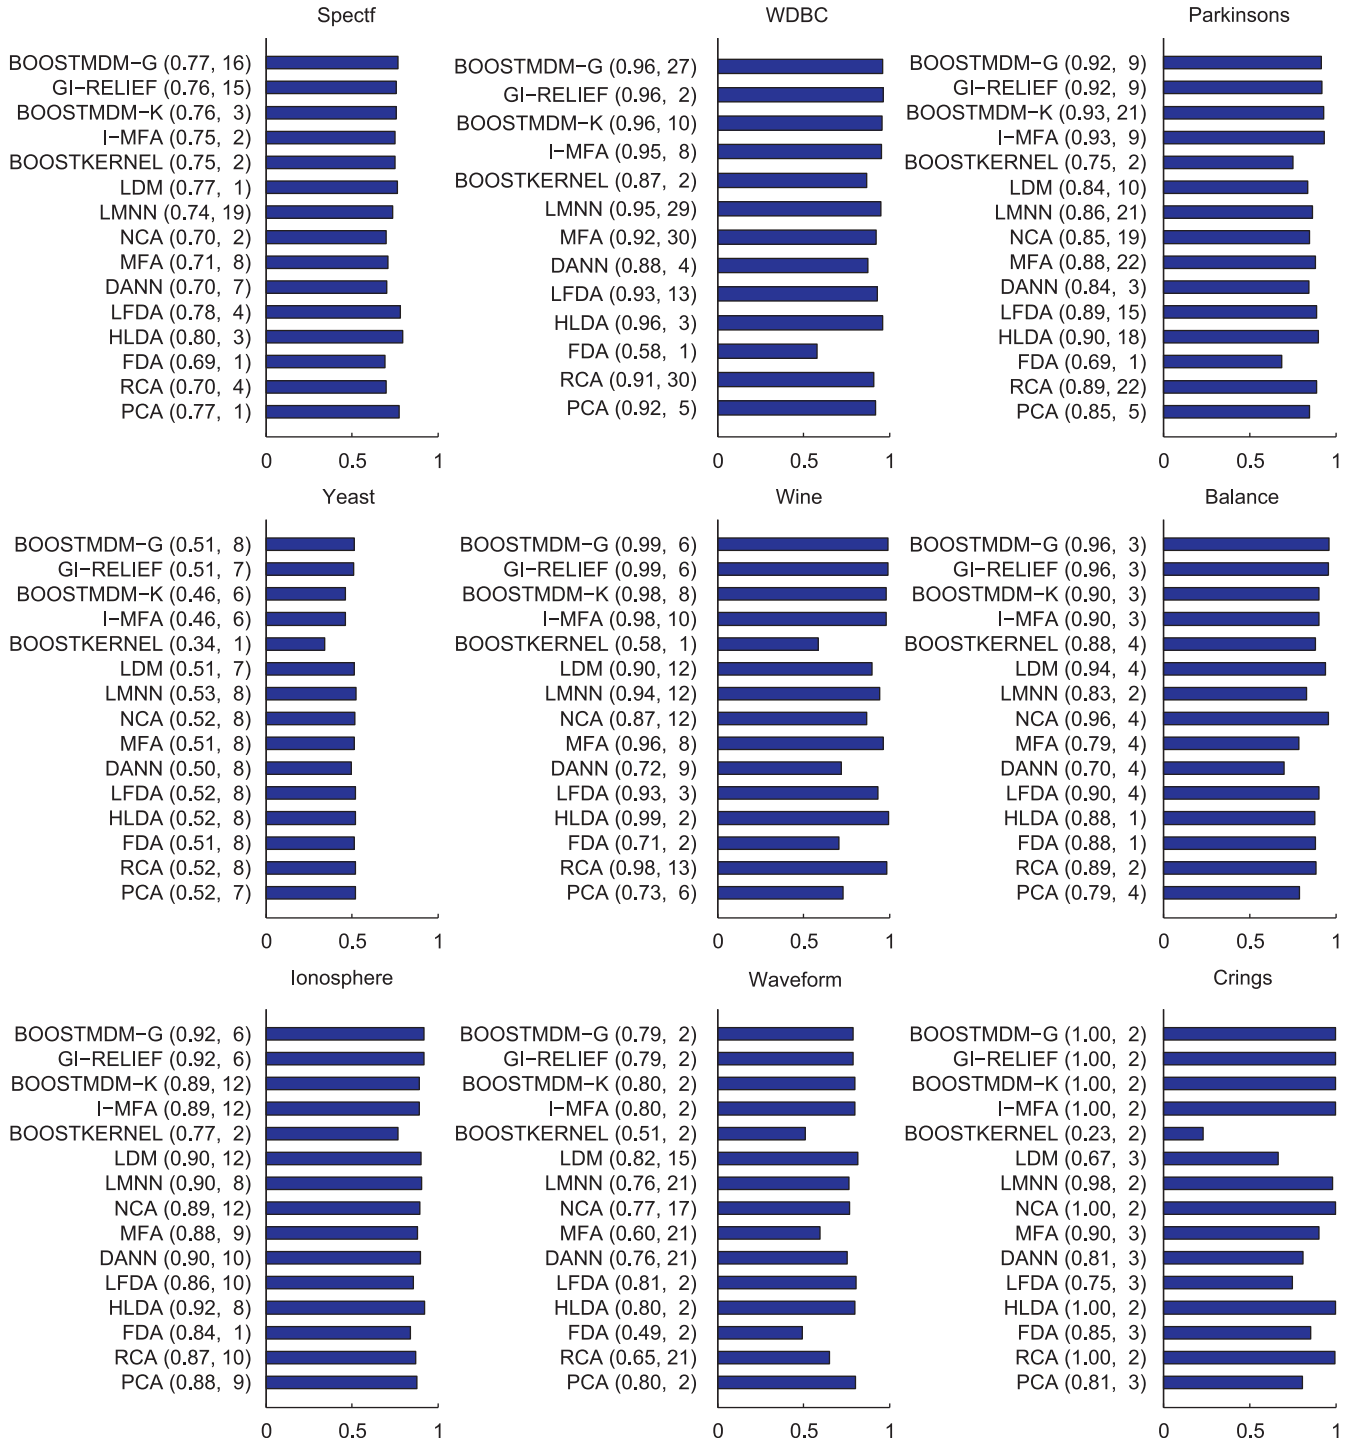 Spectf
BOOSTMDM−G (0.77, 16)
GI−RELIEF (0.76, 15)
BOOSTMDM−K (0.76, 3)
I−MFA (0.75, 2)
BOOSTKERNEL (0.75, 2)
LDM (0.77, 1)
LMNN (0.74, 19)
NCA (0.70, 2)
MFA (0.71, 8)
DANN (0.70, 7)
LFDA (0.78, 4)
HLDA (0.80, 3)
FDA (0.69, 1)
RCA (0.70, 4)
PCA (0.77, 1)
0 0.5 1
WDBC
BOOSTMDM−G (0.96, 27)
GI−RELIEF (0.96, 2)
BOOSTMDM−K (0.96, 10)
I−MFA (0.95, 8)
BOOSTKERNEL (0.87, 2)
LMNN (0.95, 29)
MFA (0.92, 30)
DANN (0.88, 4)
LFDA (0.93, 13)
HLDA (0.96, 3)
FDA (0.58, 1)
RCA (0.91, 30)
PCA (0.92, 5)
0 0.5 1
Parkinsons
BOOSTMDM−G (0.92, 9)
GI−RELIEF (0.92, 9)
BOOSTMDM−K (0.93, 21)
I−MFA (0.93, 9)
BOOSTKERNEL (0.75, 2)
LDM (0.84, 10)
LMNN (0.86, 21)
NCA (0.85, 19)
MFA (0.88, 22)
DANN (0.84, 3)
LFDA (0.89, 15)
HLDA (0.90, 18)
FDA (0.69, 1)
RCA (0.89, 22)
PCA (0.85, 5)
0 0.5 1
Yeast
BOOSTMDM−G (0.51, 8)
GI−RELIEF (0.51, 7)
BOOSTMDM−K (0.46, 6)
I−MFA (0.46, 6)
BOOSTKERNEL (0.34, 1)
LDM (0.51, 7)
LMNN (0.53, 8)
NCA (0.52, 8)
MFA (0.51, 8)
DANN (0.50, 8)
LFDA (0.52, 8)
HLDA (0.52, 8)
FDA (0.51, 8)
RCA (0.52, 8)
PCA (0.52, 7)
0 0.5 1
Wine
BOOSTMDM−G (0.99, 6)
GI−RELIEF (0.99, 6)
BOOSTMDM−K (0.98, 8)
I−MFA (0.98, 10)
BOOSTKERNEL (0.58, 1)
LDM (0.90, 12)
LMNN (0.94, 12)
NCA (0.87, 12)
MFA (0.96, 8)
DANN (0.72, 9)
LFDA (0.93, 3)
HLDA (0.99, 2)
FDA (0.71, 2)
RCA (0.98, 13)
PCA (0.73, 6)
0 0.5 1
Balance
BOOSTMDM−G (0.96, 3)
GI−RELIEF (0.96, 3)
BOOSTMDM−K (0.90, 3)
I−MFA (0.90, 3)
BOOSTKERNEL (0.88, 4)
LDM (0.94, 4)
LMNN (0.83, 2)
NCA (0.96, 4)
MFA (0.79, 4)
DANN (0.70, 4)
LFDA (0.90, 4)
HLDA (0.88, 1)
FDA (0.88, 1)
RCA (0.89, 2)
PCA (0.79, 4)
0 0.5 1
Ionosphere
BOOSTMDM−G (0.92, 6)
GI−RELIEF (0.92, 6)
BOOSTMDM−K (0.89, 12)
I−MFA (0.89, 12)
BOOSTKERNEL (0.77, 2)
LDM (0.90, 12)
LMNN (0.90, 8)
NCA (0.89, 12)
MFA (0.88, 9)
DANN (0.90, 10)
LFDA (0.86, 10)
HLDA (0.92, 8)
FDA (0.84, 1)
RCA (0.87, 10)
PCA (0.88, 9)
0 0.5 1
Waveform
BOOSTMDM−G (0.79, 2)
GI−RELIEF (0.79, 2)
BOOSTMDM−K (0.80, 2)
I−MFA (0.80, 2)
BOOSTKERNEL (0.51, 2)
LDM (0.82, 15)
LMNN (0.76, 21)
NCA (0.77, 17)
MFA (0.60, 21)
DANN (0.76, 21)
LFDA (0.81, 2)
HLDA (0.80, 2)
FDA (0.49, 2)
RCA (0.65, 21)
PCA (0.80, 2)
0 0.5 1
Crings
BOOSTMDM−G (1.00, 2)
GI−RELIEF (1.00, 2)
BOOSTMDM−K (1.00, 2)
I−MFA (1.00, 2)
BOOSTKERNEL (0.23, 2)
LDM (0.67, 3)
LMNN (0.98, 2)
NCA (1.00, 2)
MFA (0.90, 3)
DANN (0.81, 3)
LFDA (0.75, 3)
HLDA (1.00, 2)
FDA (0.85, 3)
RCA (1.00, 2)
PCA (0.81, 3)
0 0.5 1